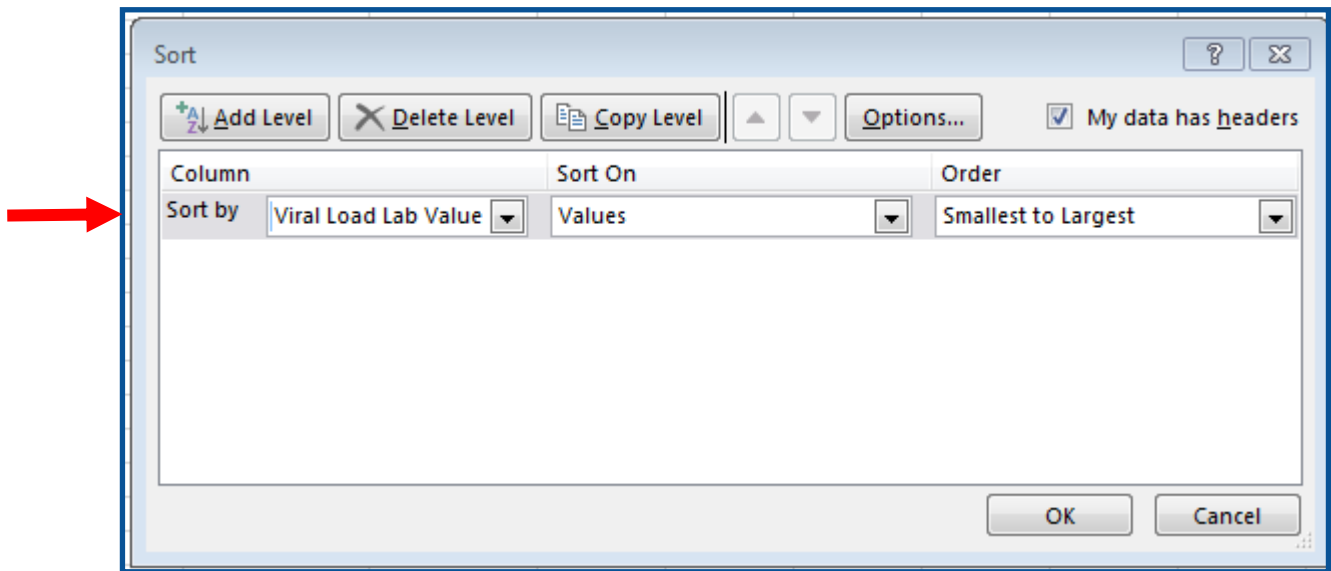 Sort
Add Level Delete Level Copy Level Options... My data has headers
Column Sort On Order
Sort by Viral Load Lab Value Values Smallest to Largest
OK Cancel